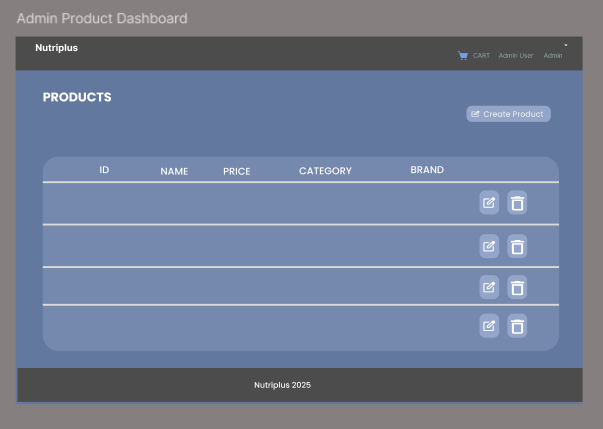 Admin Product Dashboard
Nutriplus
CART Admin User Admin
PRODUCTS
Create Product
ID NAME PRICE CATEGORY BRAND
Nutriplus 2025